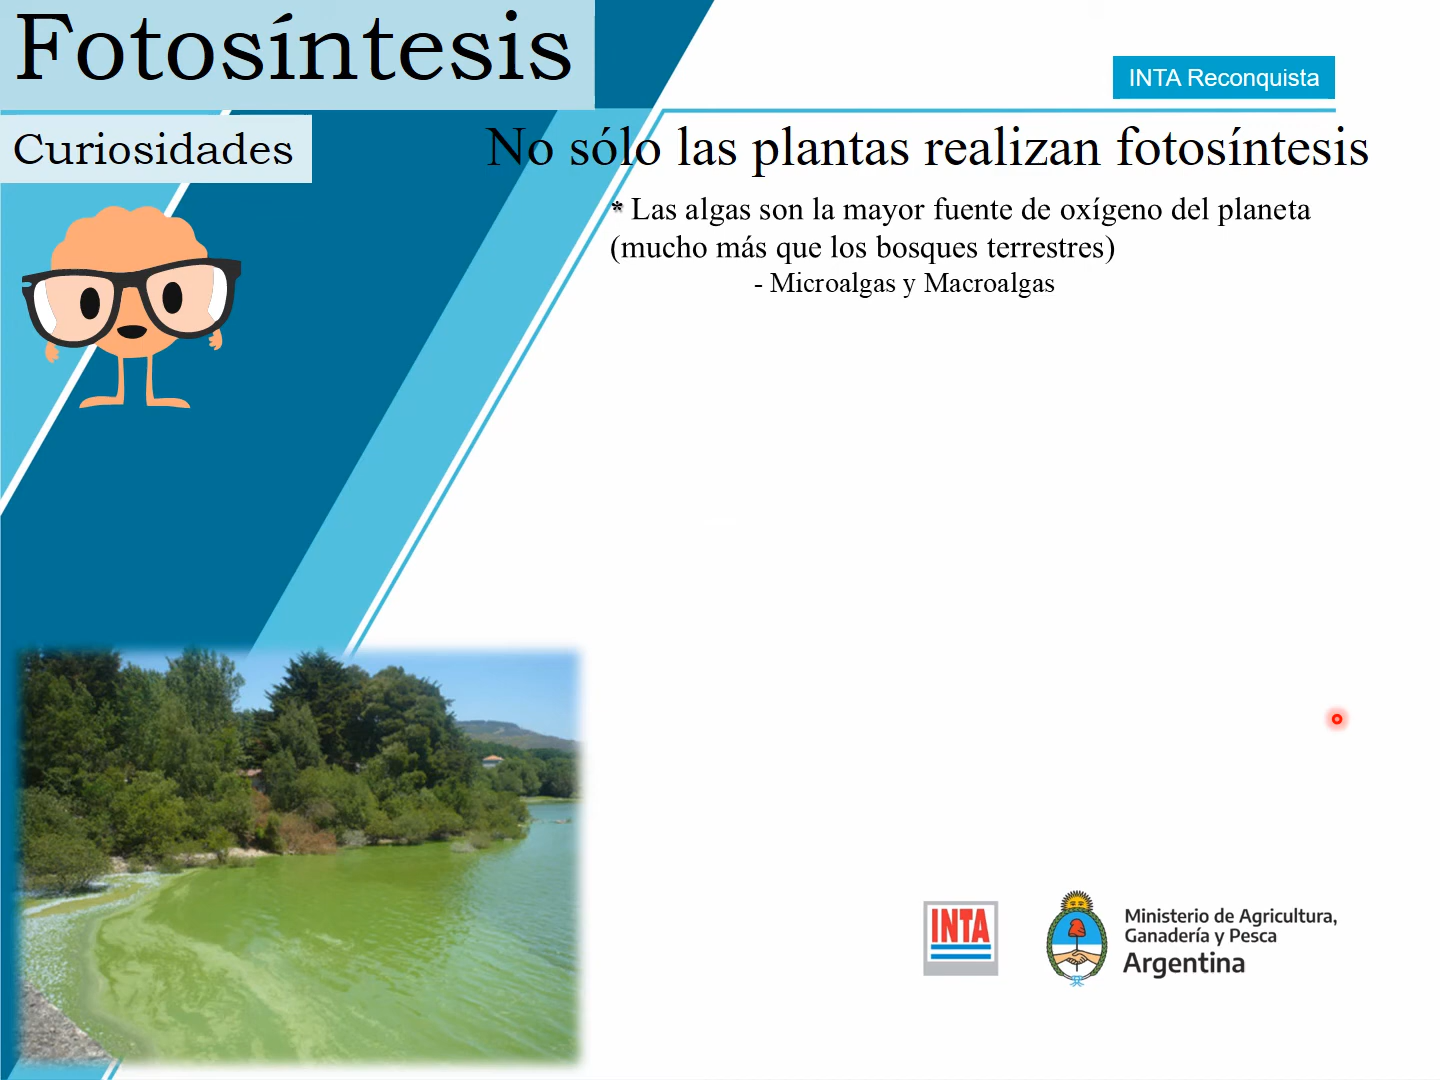 Fotosíntesis
INTA Reconquista
Curiosidades
No sólo las plantas realizan fotosíntesis
* Las algas son la mayor fuente de oxígeno del planeta
(mucho más que los bosques terrestres)
- Microalgas y Macroalgas
INTA
Ministerio de Agricultura,
Ganadería y Pesca
Argentina